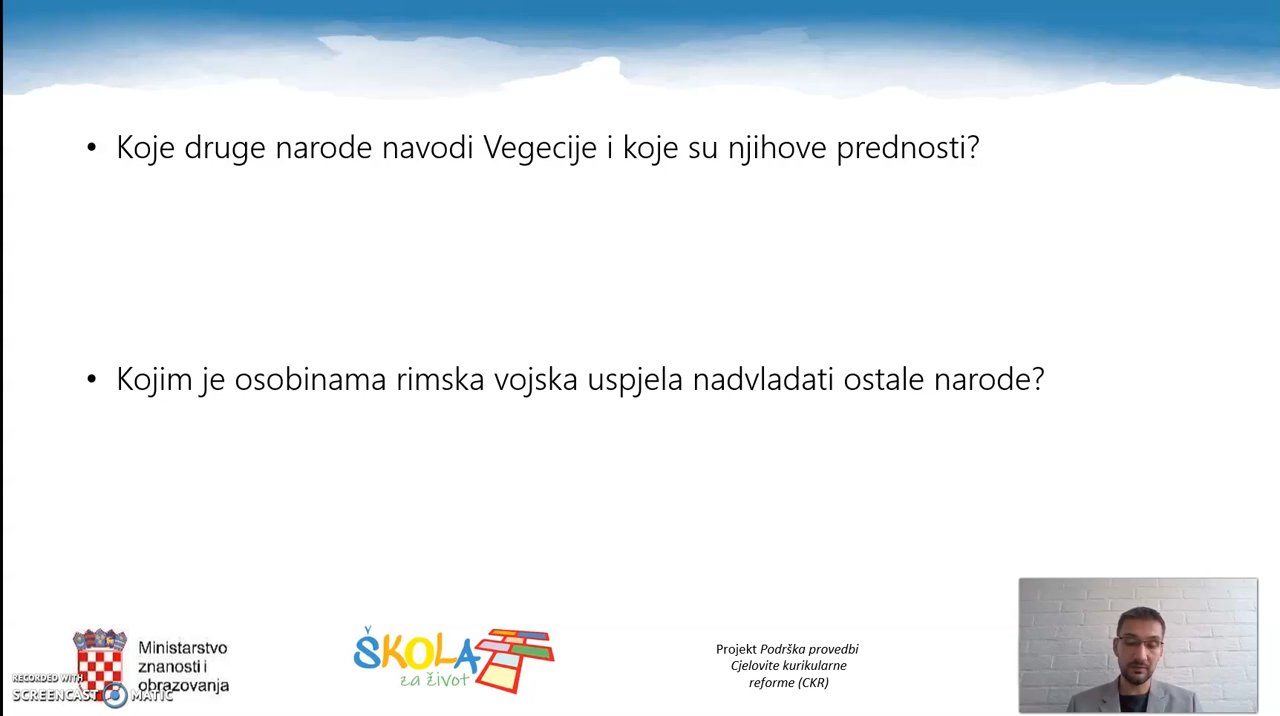 • Koje druge narode navodi Vegecije i koje su njihove prednosti?
• Kojim je osobinama rimska vojska uspjela nadvladati ostale narode?
Ministarstvo
znanosti i
obrazovanja
RECORDED WITH
SCREENCAST MATIC
ŠKOLA
za život
Projekt Podrška provedbi
Cjelovite kurikularne
reforme (CKR)